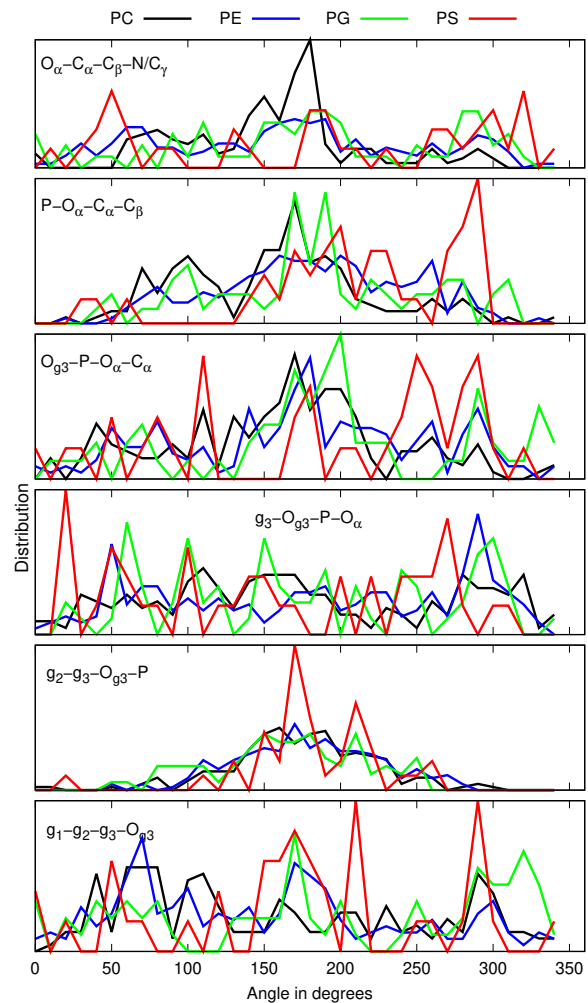 PC PE PG PS
Oα−Cα−Cβ−N/Cγ
P−Oα−Cα−Cβ
Og3−P−Oα−Cα
g3−Og3−P−Oα
g2−g3−Og3−P
g1−g2−g3−Og3
Distribution
0 50 100 150 200 250 300 350
Angle in degrees